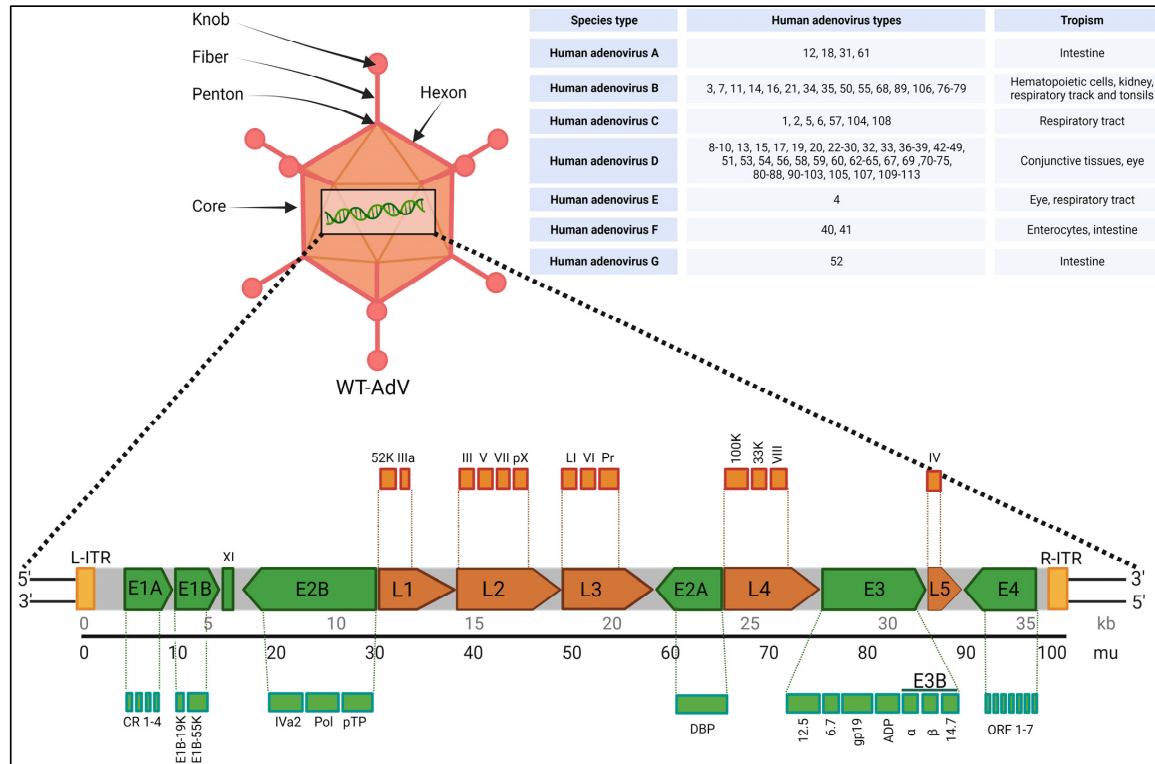 Knob
Fiber
Penton
Hexon
Core
WT-AdV
Species type Human adenovirus types Tropism
Human adenovirus A 12, 18, 31, 61 Intestine
Human adenovirus B 3, 7, 11, 14, 16, 21, 34, 35, 50, 55, 68, 89, 106, 76-79 Hematopoietic cells, kidney,
respiratory track and tonsils
Human adenovirus C 1, 2, 5, 6, 57, 104, 108 Respiratory tract
Human adenovirus D 8-10, 13, 15, 17, 19, 20, 22-30, 32, 33, 36-39, 42-49,
51, 53, 54, 56, 58, 59, 60, 62-65, 67, 69 ,70-75,
80-88, 90-103, 105, 107, 109-113 Conjunctive tissues, eye
Human adenovirus E 4 Eye, respiratory tract
Human adenovirus F 40, 41 Enterocytes, intestine
Human adenovirus G 52 Intestine
52K IIIa III V VII pX LI VI Pr 100K 33K VIII IV
L-ITR XI R-ITR
5' E1A E1B E2B L1 L2 L3 E2A L4 E3 L5 E4 3'
3' 5'
0 5 10 15 20 25 30 35 kb
0 10 20 30 40 50 60 70 80 90 100 mu
E3B
CR 1-4 E1B-19K E1B-55K IVa2 Pol pTP DBP 12.5 6.7 gp19 ADP α β 14.7 ORF 1-7